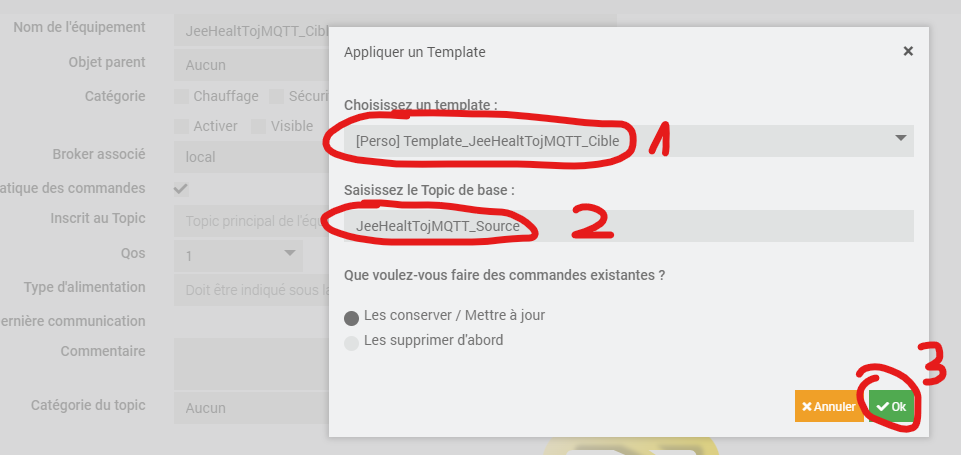 Nom de l'équipement
JeeHealtTojMQTT_Cibl
Objet parent
Aucun
Catégorie
Chauffage
Sécuri
Activer
Visible
Broker associé
local
atique des commandes
Inscrit au Topic
Topic principal de l'équ
Qos
1
Type d'alimentation
Doit être indiqué sous la
ernière communication
Commentaire
Catégorie du topic
Aucun
Appliquer un Template
×
Choisissez un template :
[Perso] Template_JeeHealtTojMQTT_Cible
1
Saisissez le Topic de base :
JeeHealtTojMQTT_Source
2
Que voulez-vous faire des commandes existantes ?
Les conserver / Mettre à jour
Les supprimer d'abord
3
Annuler
Ok